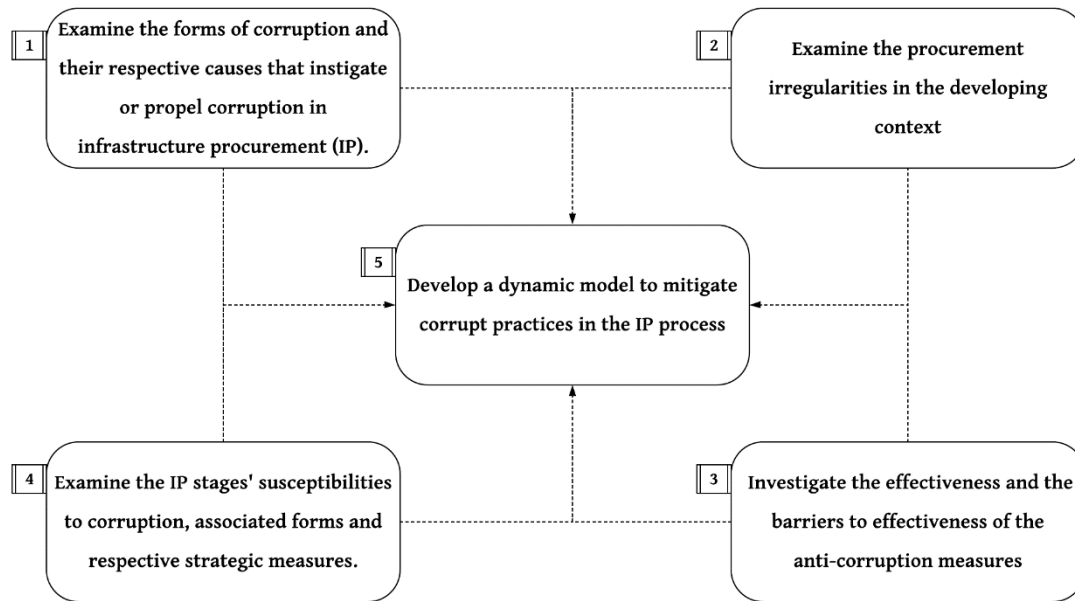 1
Examine the forms of corruption and
their respective causes that instigate
or propel corruption in
infrastructure procurement (IP).
2
Examine the procurement
irregularities in the developing
context
5
Develop a dynamic model to mitigate
corrupt practices in the IP process
4
Examine the IP stages' susceptibilities
to corruption, associated forms and
respective strategic measures.
3
Investigate the effectiveness and the
barriers to effectiveness of the
anti-corruption measures